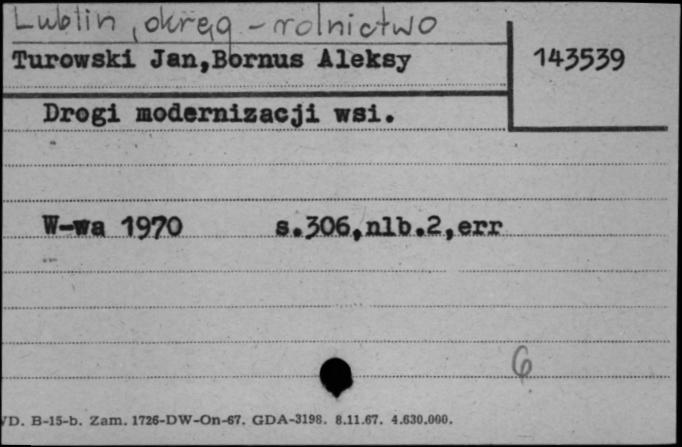 Lublin, okręg - rolnictwo
Turowski Jan,Bornus Aleksy
143539
Drogi modernizacji wsi.
W-wa 1970 s.306,nlb.2,err
6
D. B-15-b. Zam. 1726-DW-On-67. GDA-3198. 8.11.67. 4.630.000.